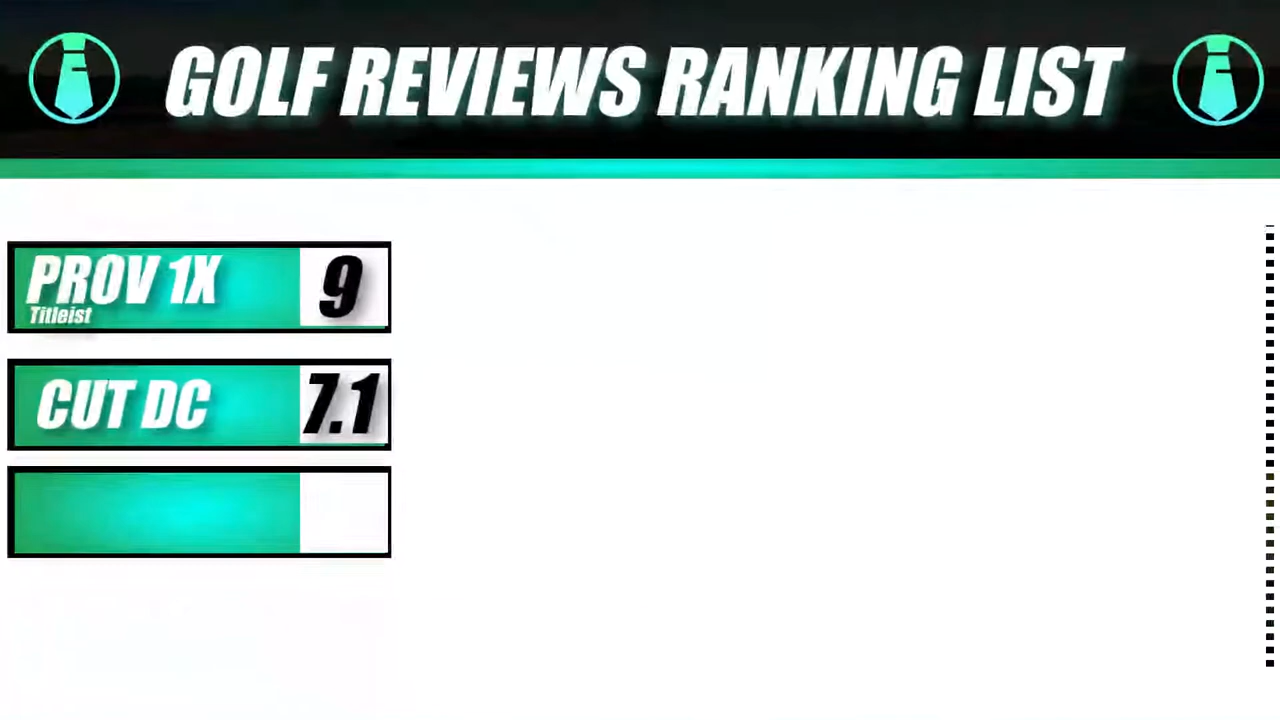 GOLF REVIEWS RANKING LIST
PROV 1X
9
Titleist
CUT DC
7.1